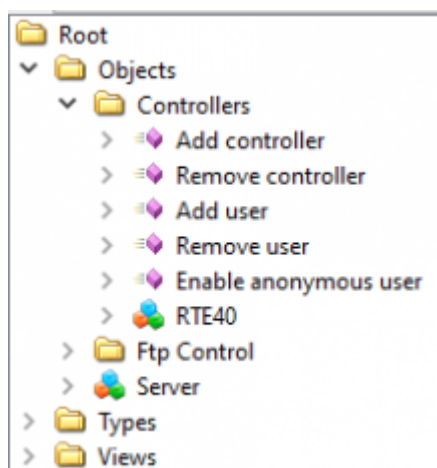 Root
Objects
Controllers
Add controller
Remove controller
Add user
Remove user
Enable anonymous user
RTE40
Ftp Control
Server
Types
Views